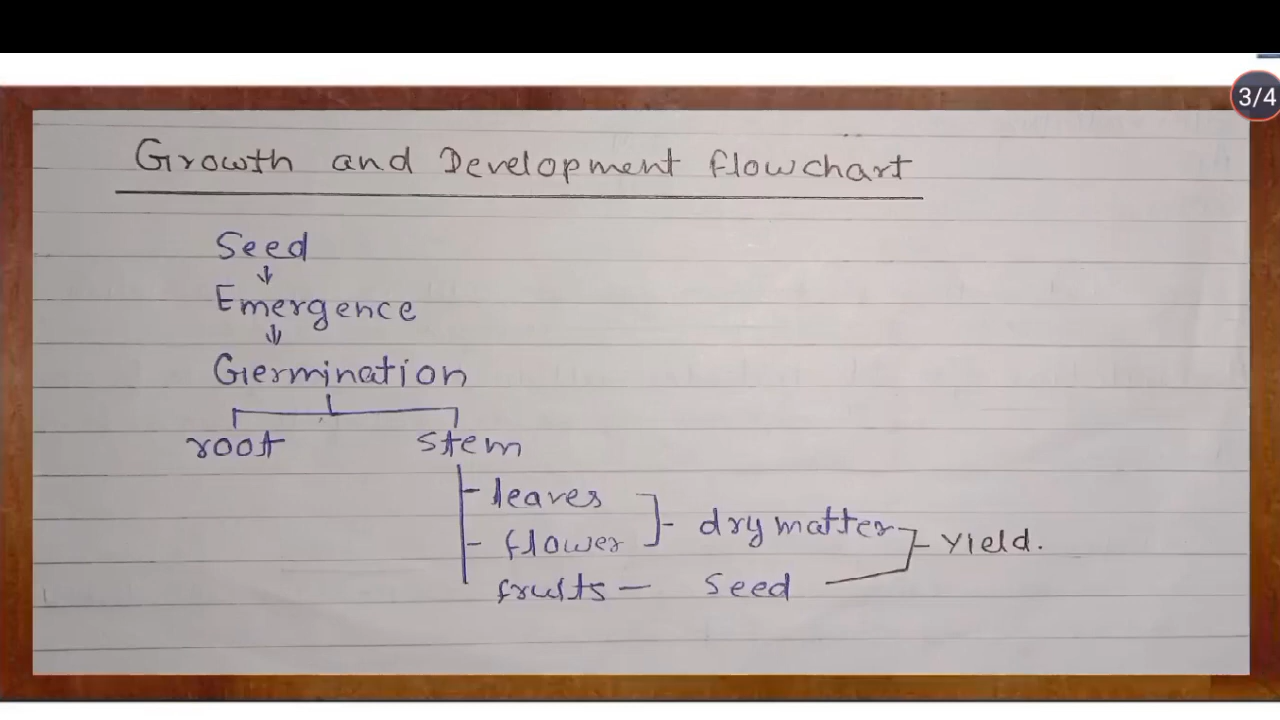 3/4
Growth and Development flowchart
Seed
↓
Emergence
↓
Germination
root stem
leaves
flower
dry matter
Yield.
fruits — Seed